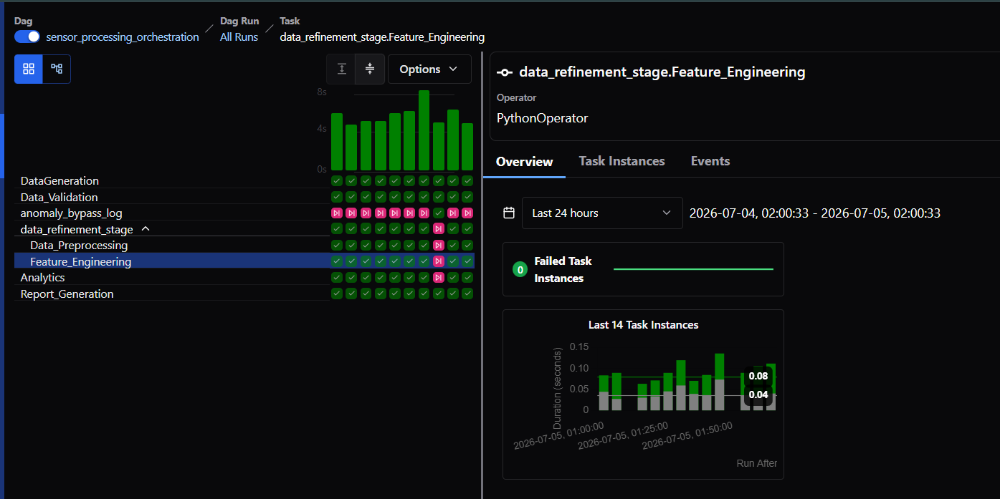 Dag
Dag Run
Task
sensor_processing_orchestration
All Runs
data_refinement_stage.Feature_Engineering
Options
8s
4s
0s
DataGeneration
Data_Validation
anomaly_bypass_log
data_refinement_stage
Data_Preprocessing
Feature_Engineering
Analytics
Report_Generation
data_refinement_stage.Feature_Engineering
Operator
PythonOperator
Overview
Task Instances
Events
Last 24 hours
2026-07-04, 02:00:33 - 2026-07-05, 02:00:33
0
Failed Task
Instances
Last 14 Task Instances
Duration (seconds)
0.15
0.10
0.05
0
0.08
0.04
2026-07-05, 01:00:00
2026-07-05, 01:25:00
2026-07-05, 01:50:00
Run After